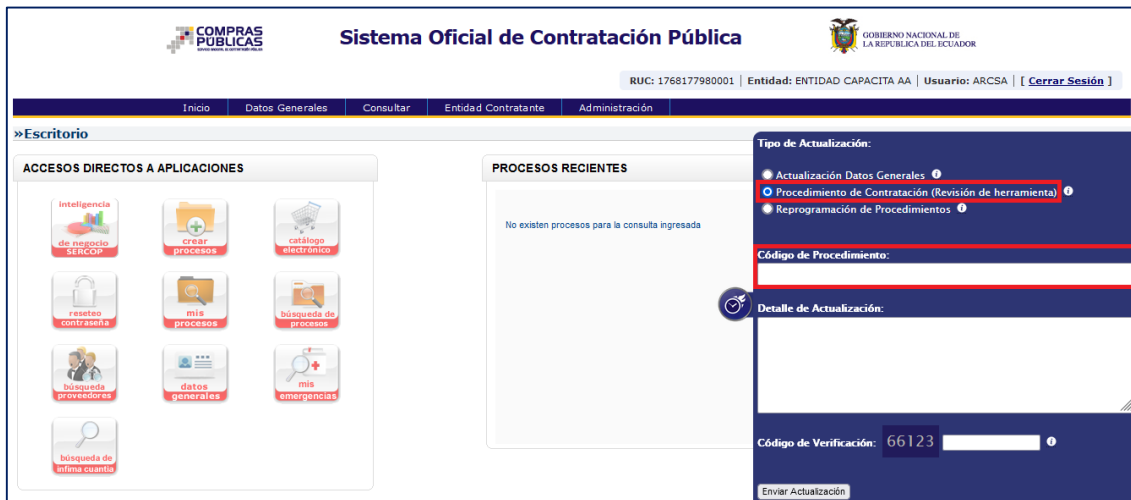 COMPRAS
PÚBLICAS
Sistema Oficial de Contratación Pública
GOBIERNO NACIONAL DE
LA REPUBLICA DEL ECUADOR
RUC: 1768177980001 | Entidad: ENTIDAD CAPACITA AA | Usuario: ARCSA | [ Cerrar Sesión ]
Inicio
Datos Generales
Consultar
Entidad Contratante
Administración
»Escritorio
ACCESOS DIRECTOS A APLICACIONES
inteligencia
de negocio
SERCOP
crear
procesos
catálogo
electrónico
reseteo
contraseña
mis
procesos
búsqueda de
procesos
búsqueda
proveedores
datos
generales
mis
emergencias
búsqueda de
ínfima cuantía
PROCESOS RECIENTES
No existen procesos para la consulta ingresada
Tipo de Actualización:
Actualización Datos Generales
Procedimiento de Contratación (Revisión de herramienta)
Reprogramación de Procedimientos
Código de Procedimiento:
Detalle de Actualización:
Código de Verificación: 66123
Enviar Actualización